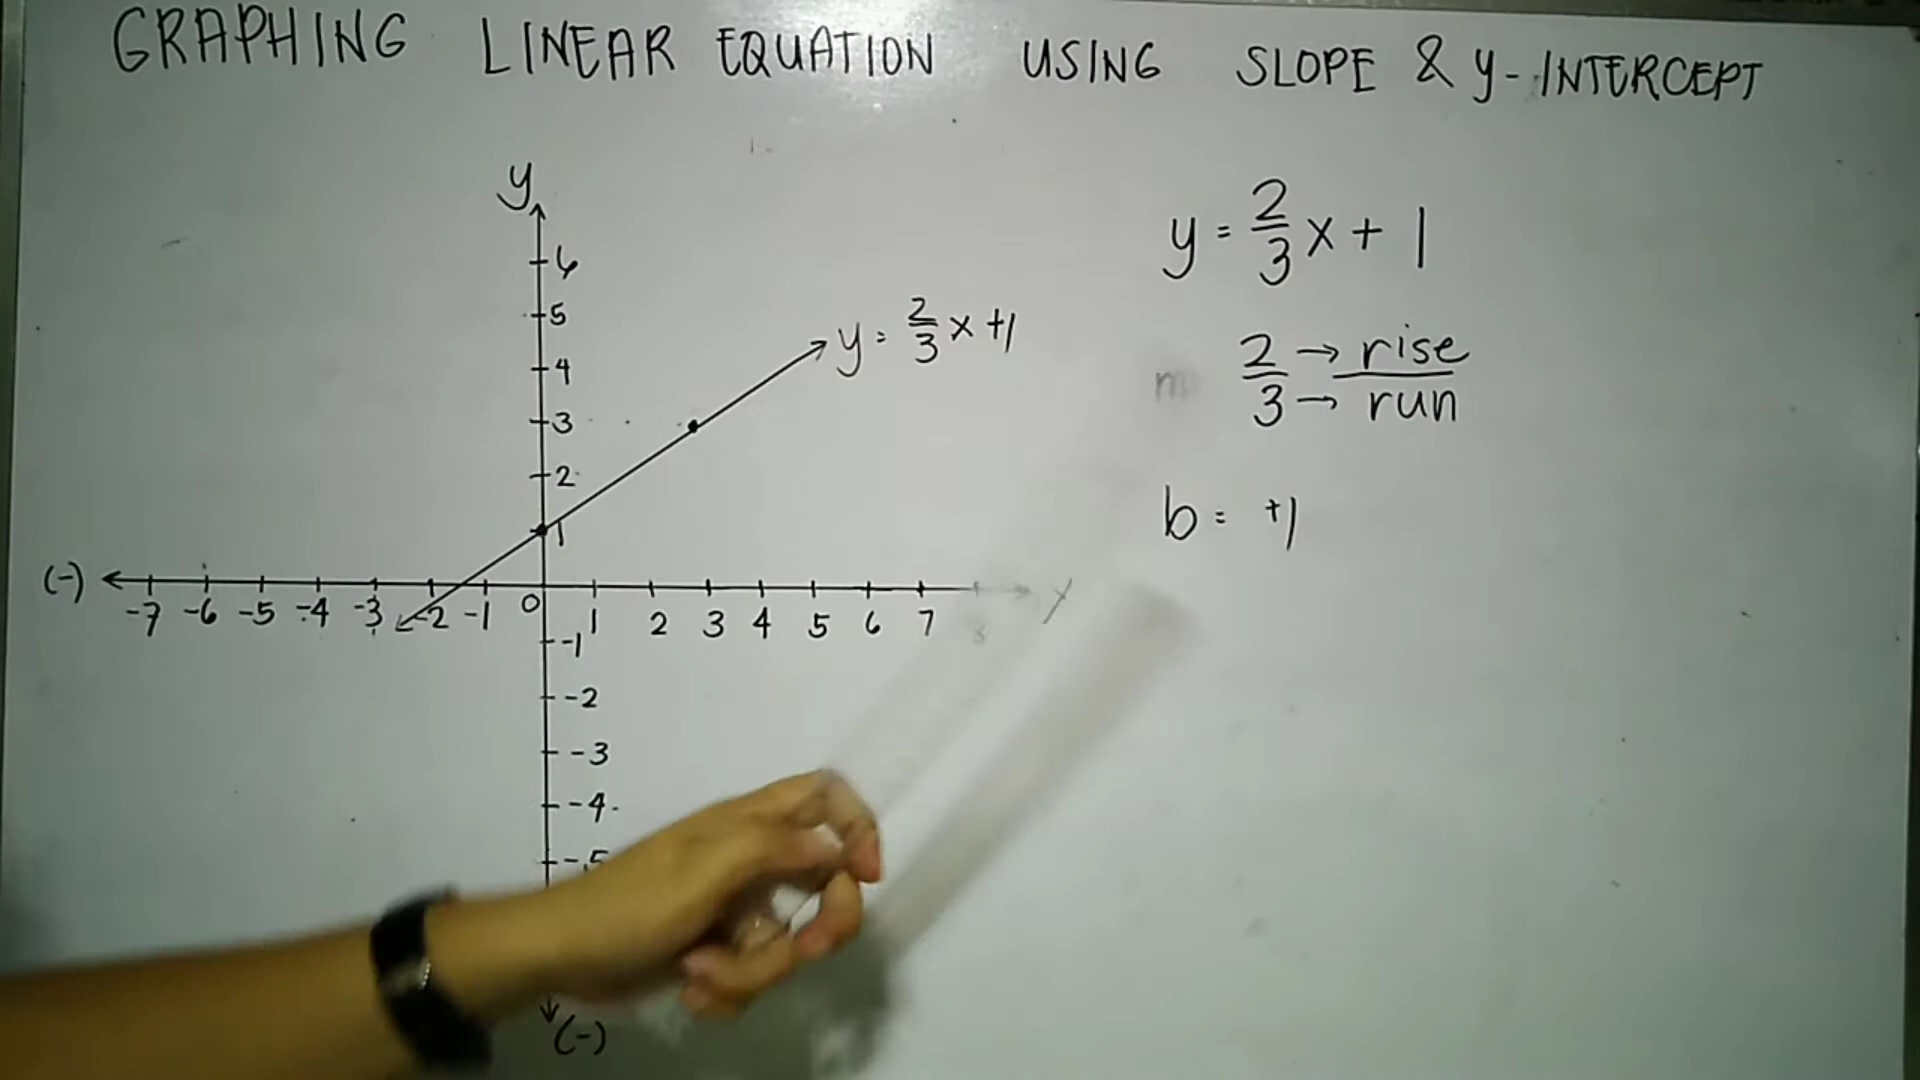 GRAPHING LINEAR EQUATION USING SLOPE & y-INTERCEPT
y
6
5
4
3
2
1
y = 2/3 x +1
(-) -7 -6 -5 -4 -3 -2 -1 0 1 2 3 4 5 6 7 8
-1
-2
-3
-4
-5
(-)
y = 2/3 x + 1
m 2/3 → rise/run
b = +1